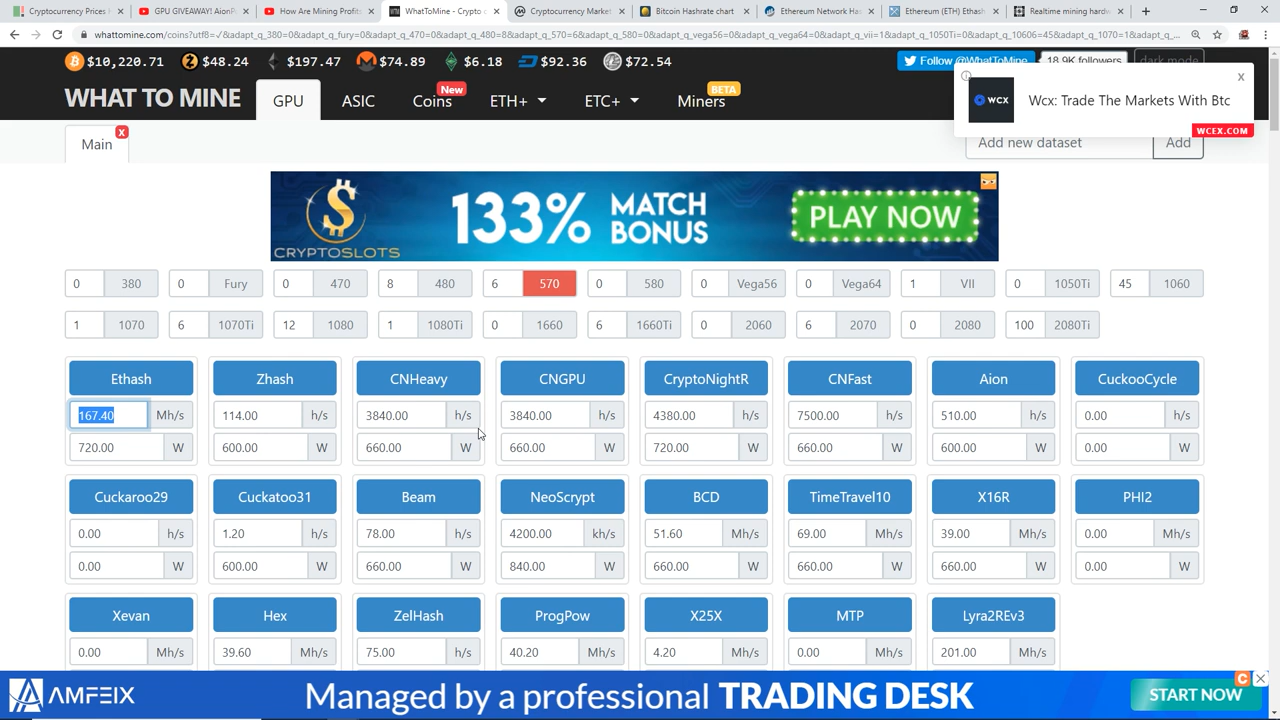 Cryptocurrency Prices
GPU GIVEAWAY! AionP
How Are Mining Profits
WhatToMine - Crypto c
Cryptocurrency Market
Bitcoin Hashrate chart
Ethereum Network Ha
Ethereum (ETH) Ethash
Realtime mining hardw
whattomine.com/coins?utf8=√&adapt_q_380=0&adapt_q_fury=0&adapt_q_470=0&adapt_q_480=8&adapt_q_570=6&adapt_q_580=0&adapt_q_vega56=0&adapt_q_vega64=0&adapt_q_vii=1&adapt_q_1050Ti=0&adapt_q_10606=45&adapt_q_1070=1&adapt_q_1...
$10,220.71 $48.24 $167.47 $74.89 $92.36 $72.54
Follow @WhatToMine 18.9K followers dark mode
WHAT TO MINE GPU ASIC Coins New ETH+ ETC+ Miners BETA
Wcx: Trade The Markets With Btc
WCX
WCEX.COM
Main x
Add new dataset Add
133% MATCH BONUS PLAY NOW
CRYPTOSLOTS
0 380 0 Fury 0 470 8 480 6 570 0 580 0 Vega56 0 Vega64 1 VII 0 1050Ti 45 1060
1 1070 6 1070Ti 12 1080 1 1080Ti 0 1660 6 1660Ti 0 2060 6 2070 0 2080 100 2080Ti
Ethash Zhash CNHeavy CNGPU CryptoNightR CNFast Aion CuckooCycle
167.40 Mh/s 114.00 h/s 3840.00 h/s 3840.00 h/s 4380.00 h/s 7500.00 h/s 510.00 h/s 0.00 h/s
720.00 W 600.00 W 660.00 W 660.00 W 720.00 W 660.00 W 600.00 W 0.00 W
Cuckaroo29 Cuckatoo31 Beam NeoScrypt BCD TimeTravel10 X16R PHI2
0.00 h/s 1.20 h/s 78.00 h/s 4200.00 kh/s 51.60 Mh/s 69.00 Mh/s 39.00 Mh/s 0.00 Mh/s
0.00 W 600.00 W 660.00 W 840.00 W 660.00 W 660.00 W 660.00 W 0.00 W
Xevan Hex ZelHash ProgPow X25X MTP Lyra2REv3
0.00 Mh/s 39.60 Mh/s 75.00 h/s 40.20 Mh/s 4.20 Mh/s 0.00 Mh/s 201.00 Mh/s
AMFEIX Managed by a professional TRADING DESK START NOW